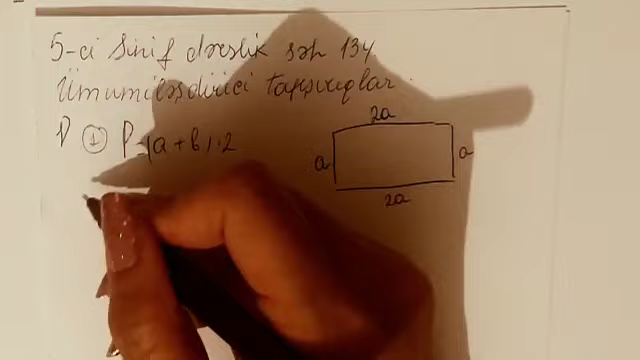 5-ci Sinif dərslik səh 134
Ümumiləşdirici tapşırıqlar.
① P=(a+b)·2
2a
a
a
2a